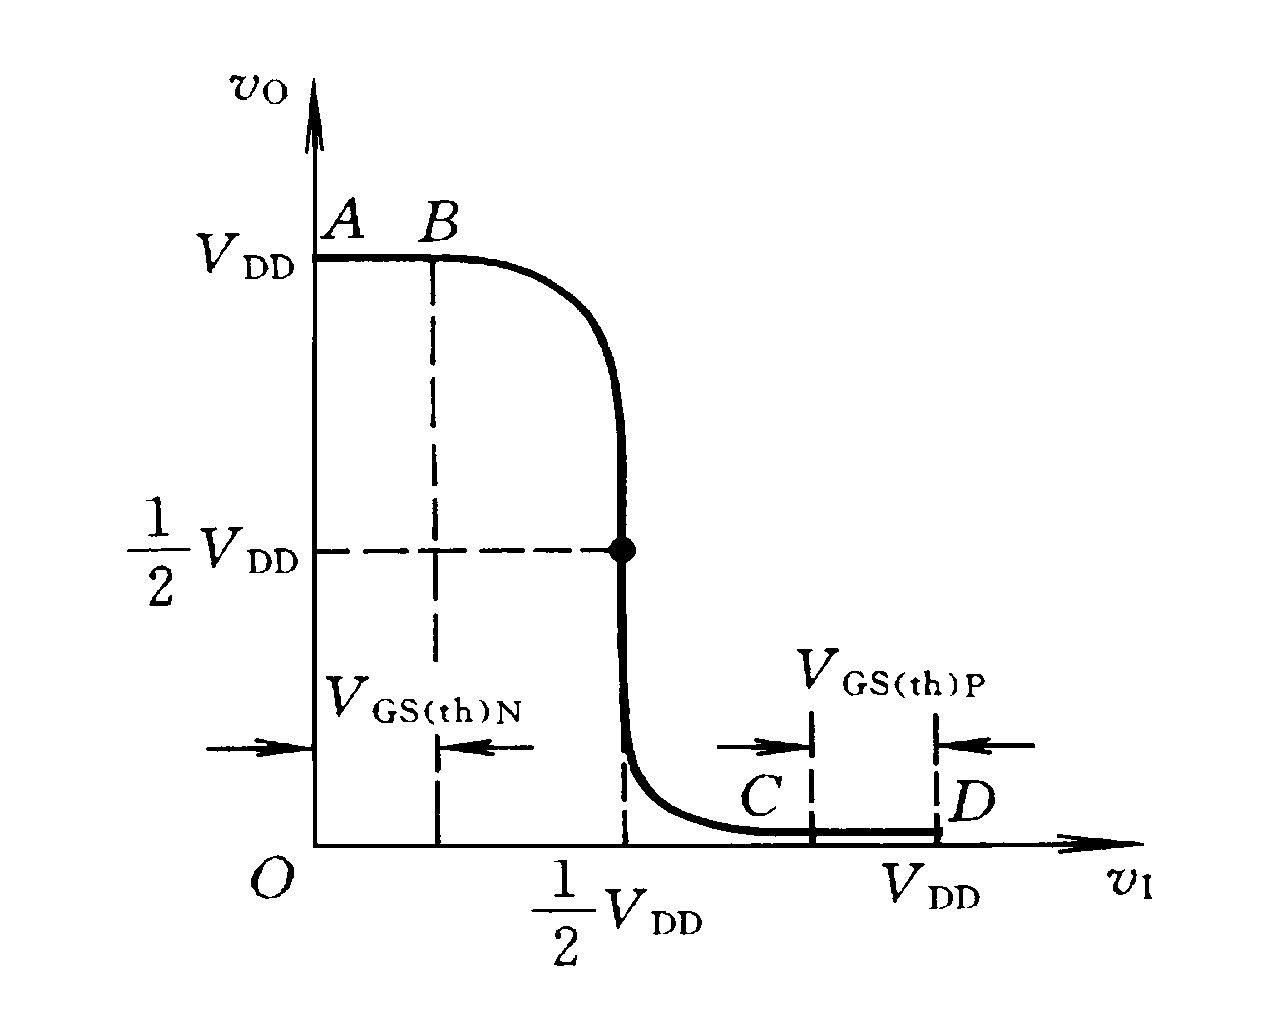 vO
A B
VDD
1/2 VDD
VGS(th)P
VGS(th)N
C D
O 1/2 VDD VDD vI